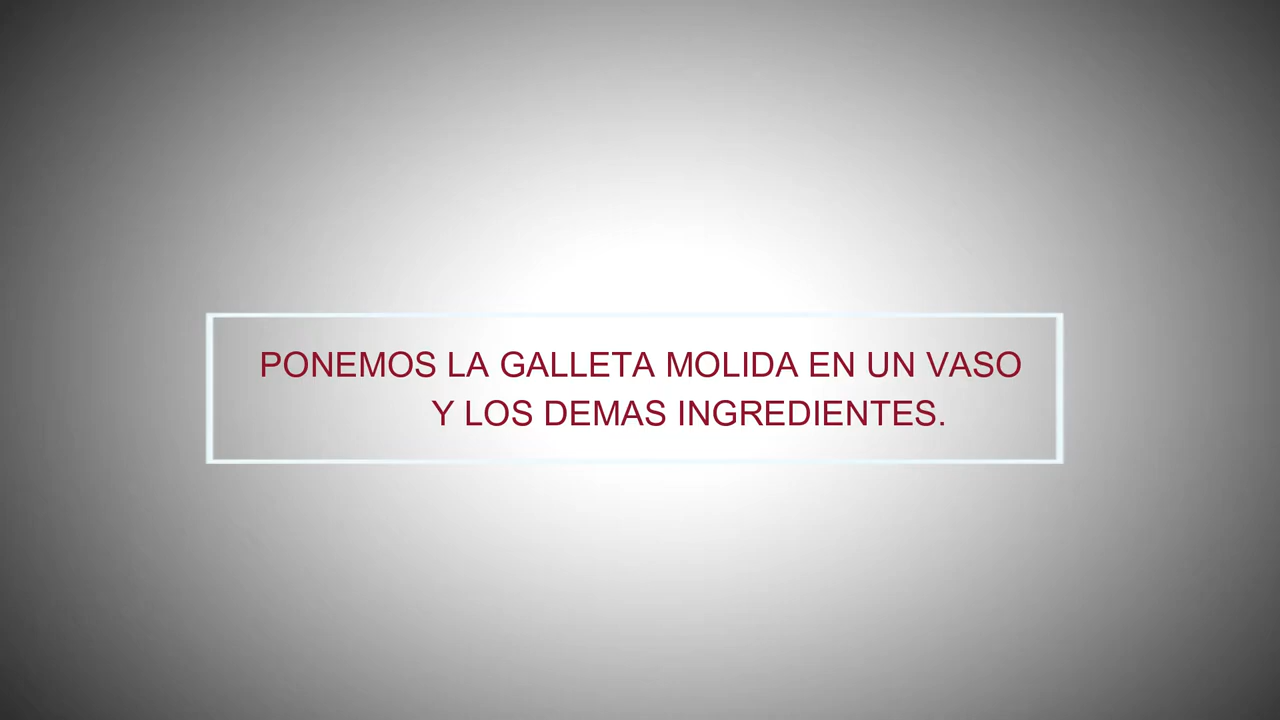 PONEMOS LA GALLETA MOLIDA EN UN VASO
Y LOS DEMAS INGREDIENTES.